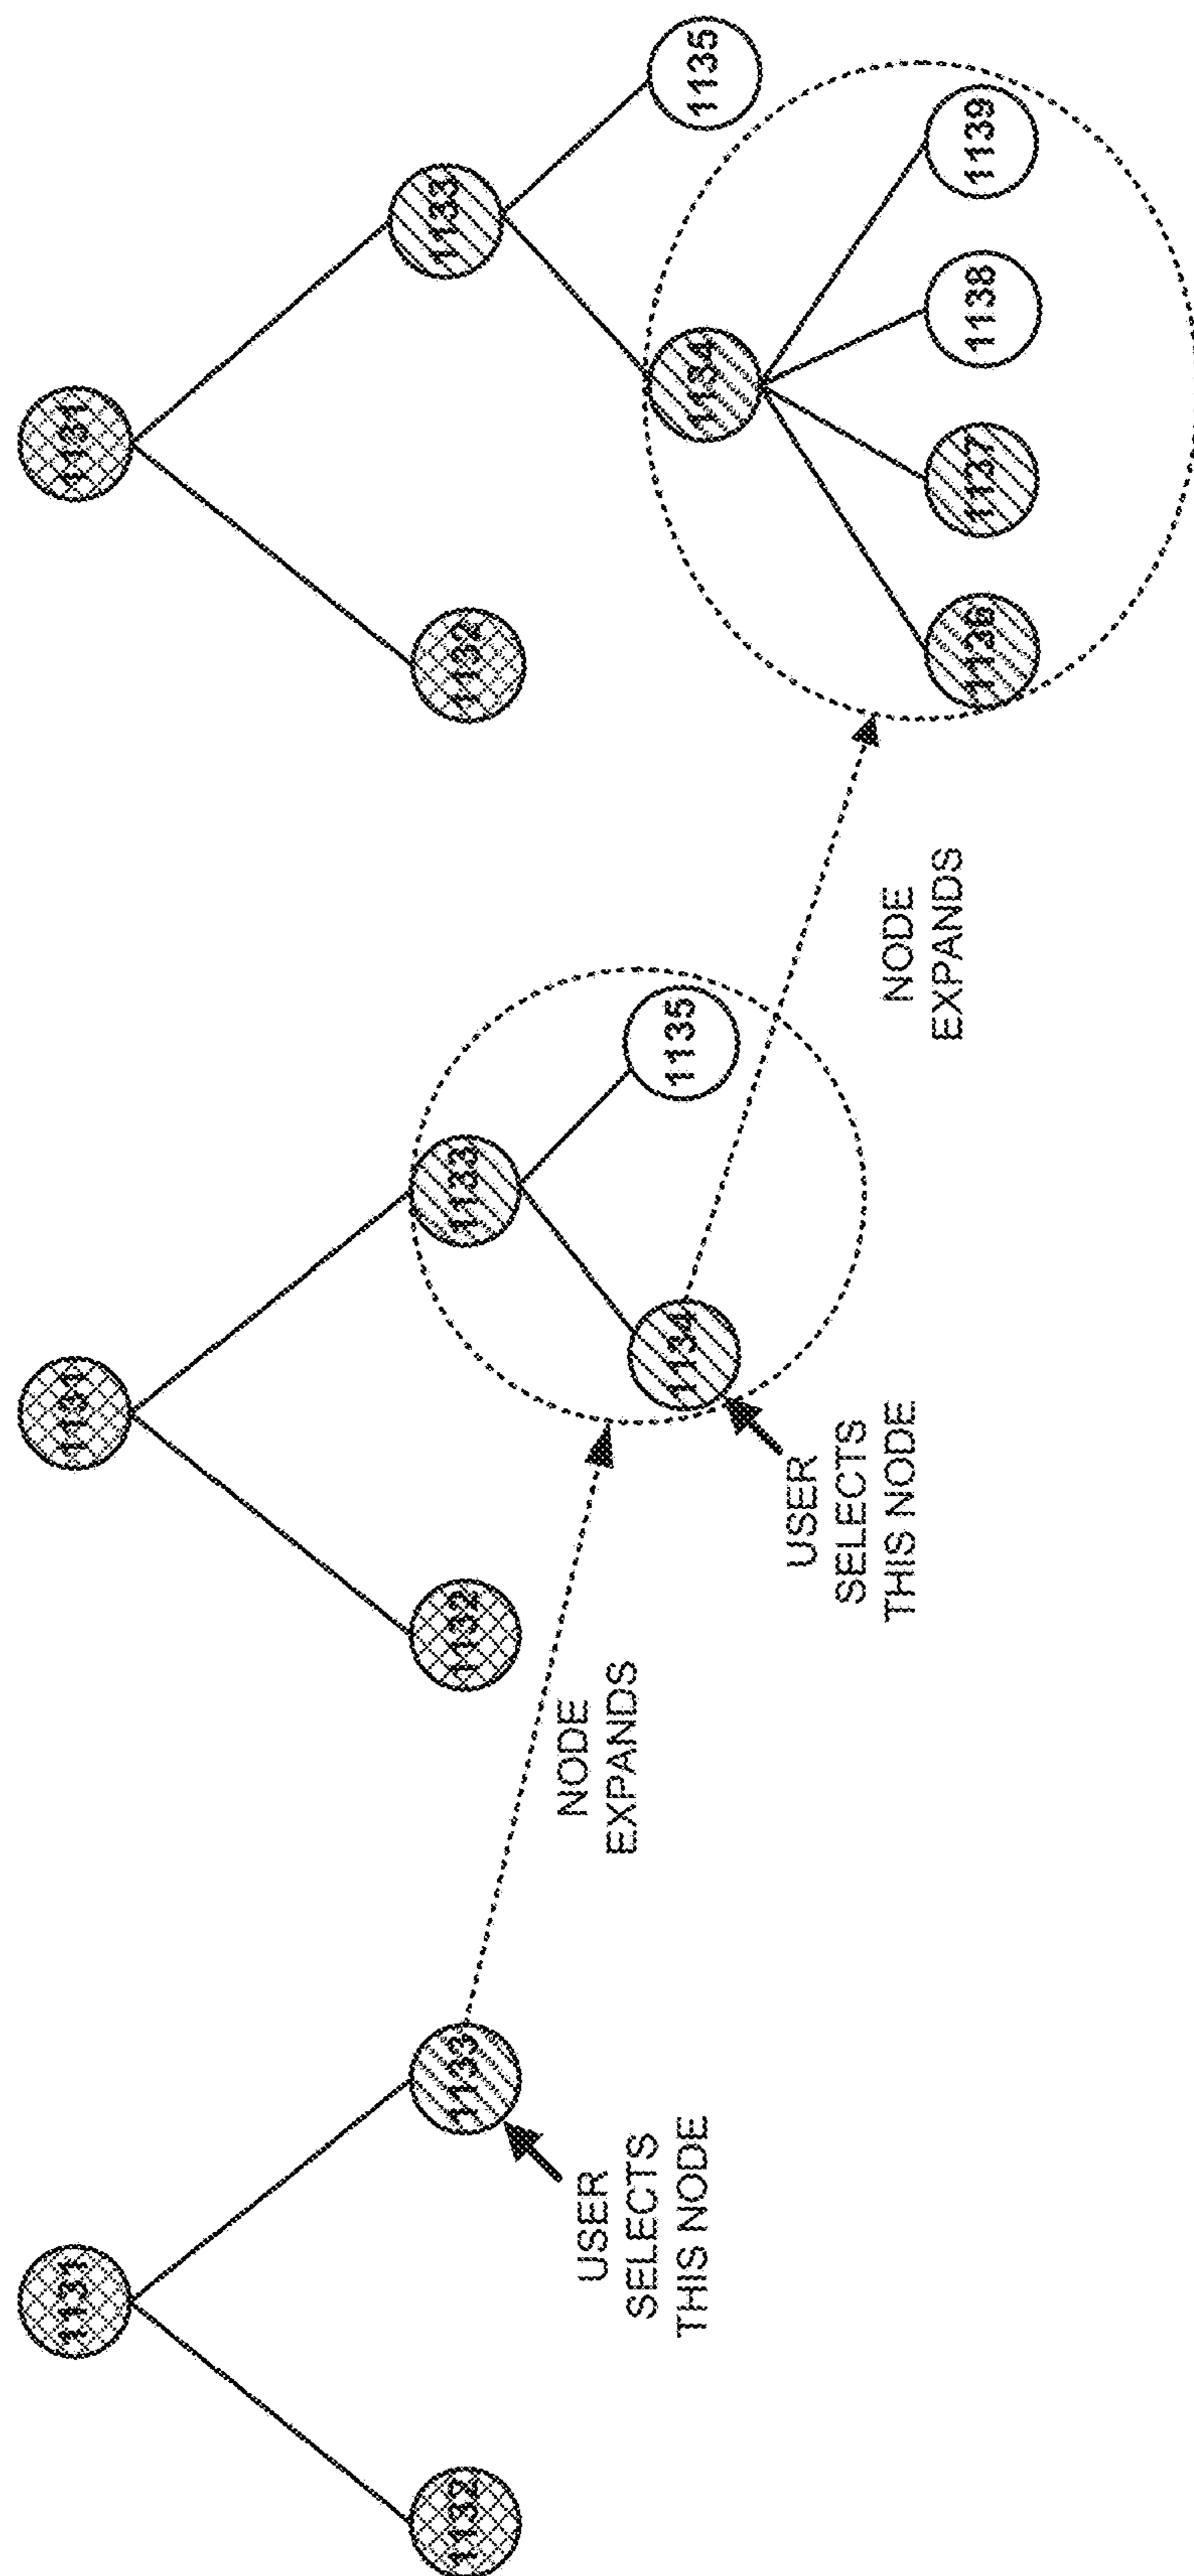 1131
1132
1133
USER
SELECTS
THIS NODE
NODE
EXPANDS
1131
1132
1133
1134
1135
USER
SELECTS
THIS NODE
NODE
EXPANDS
1131
1132
1133
1134
1135
1136
1137
1138
1139